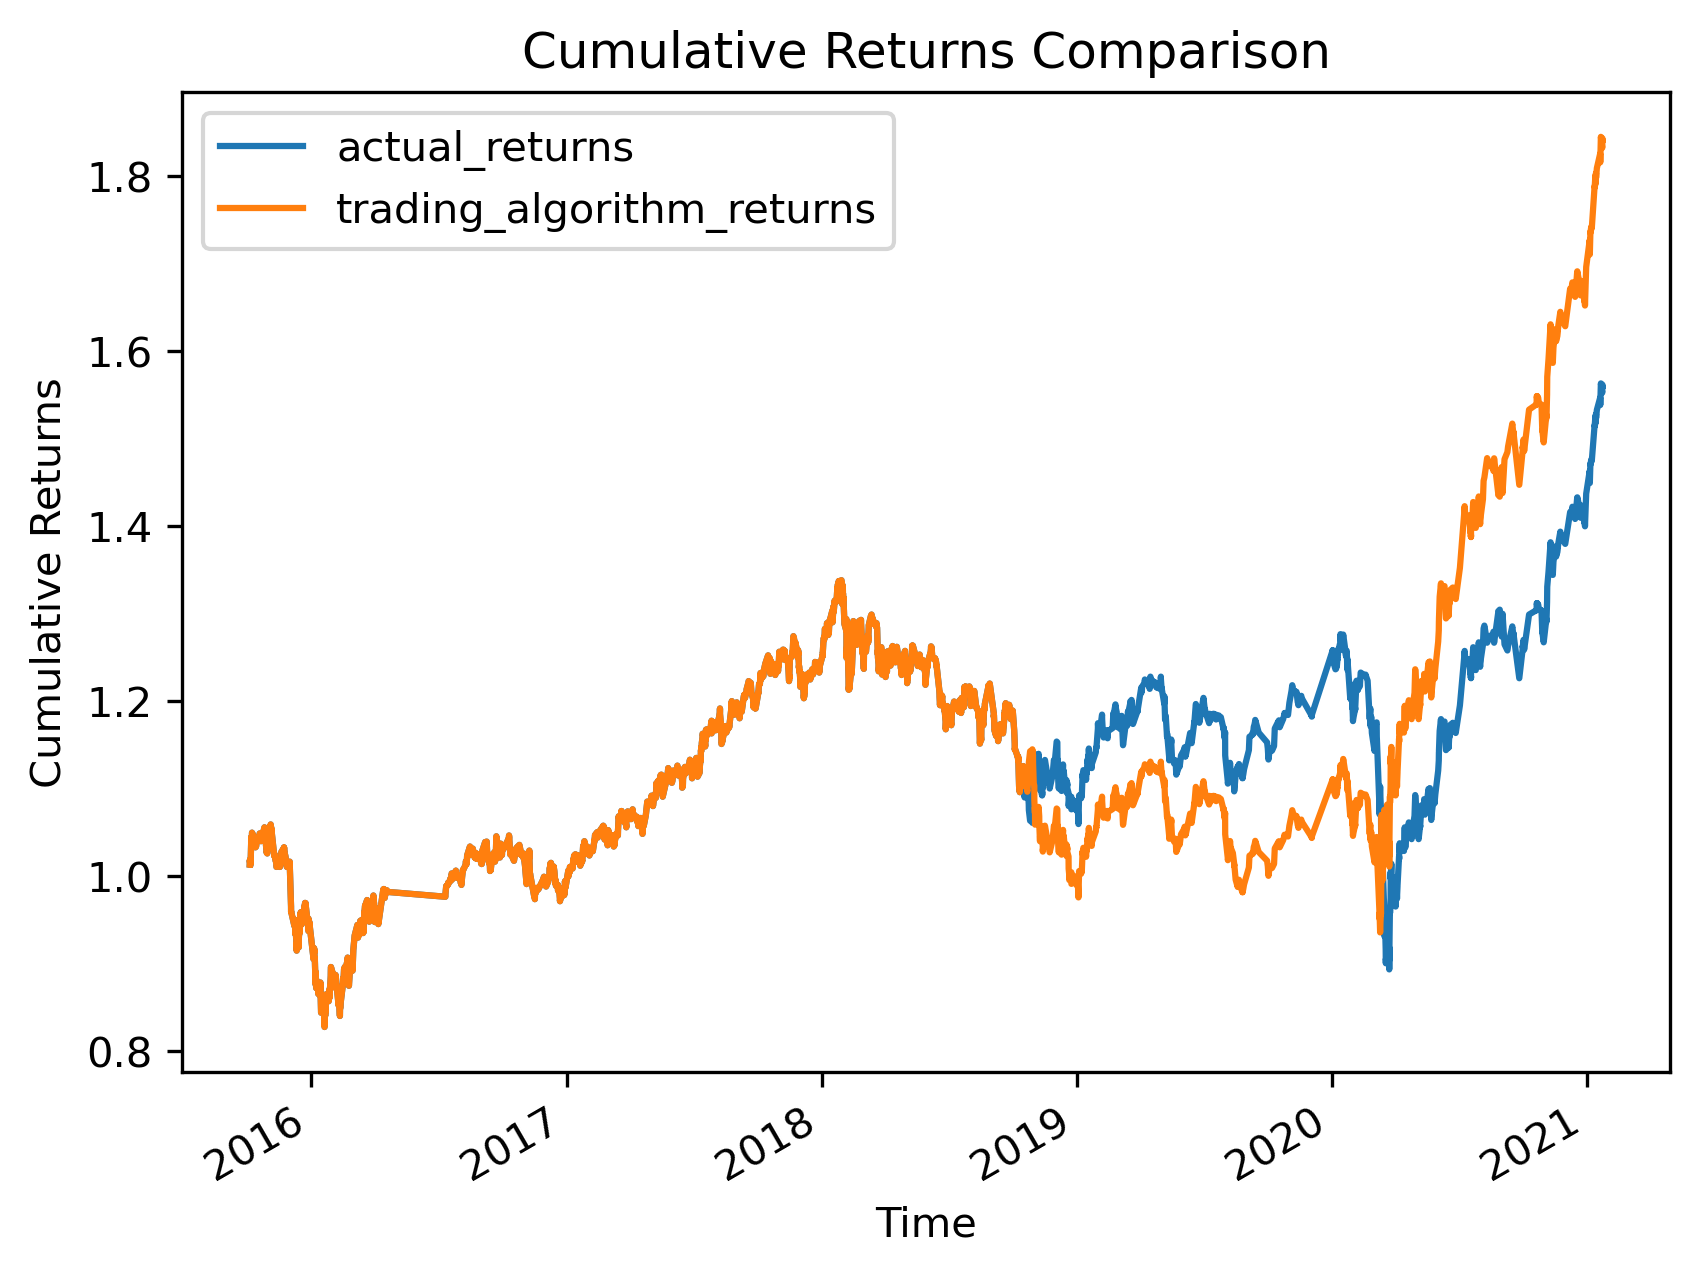 Cumulative Returns Comparison
actual_returns
trading_algorithm_returns
1.8
1.6
1.4
1.2
1.0
0.8
Cumulative Returns
2016
2017
2018
2019
2020
2021
Time